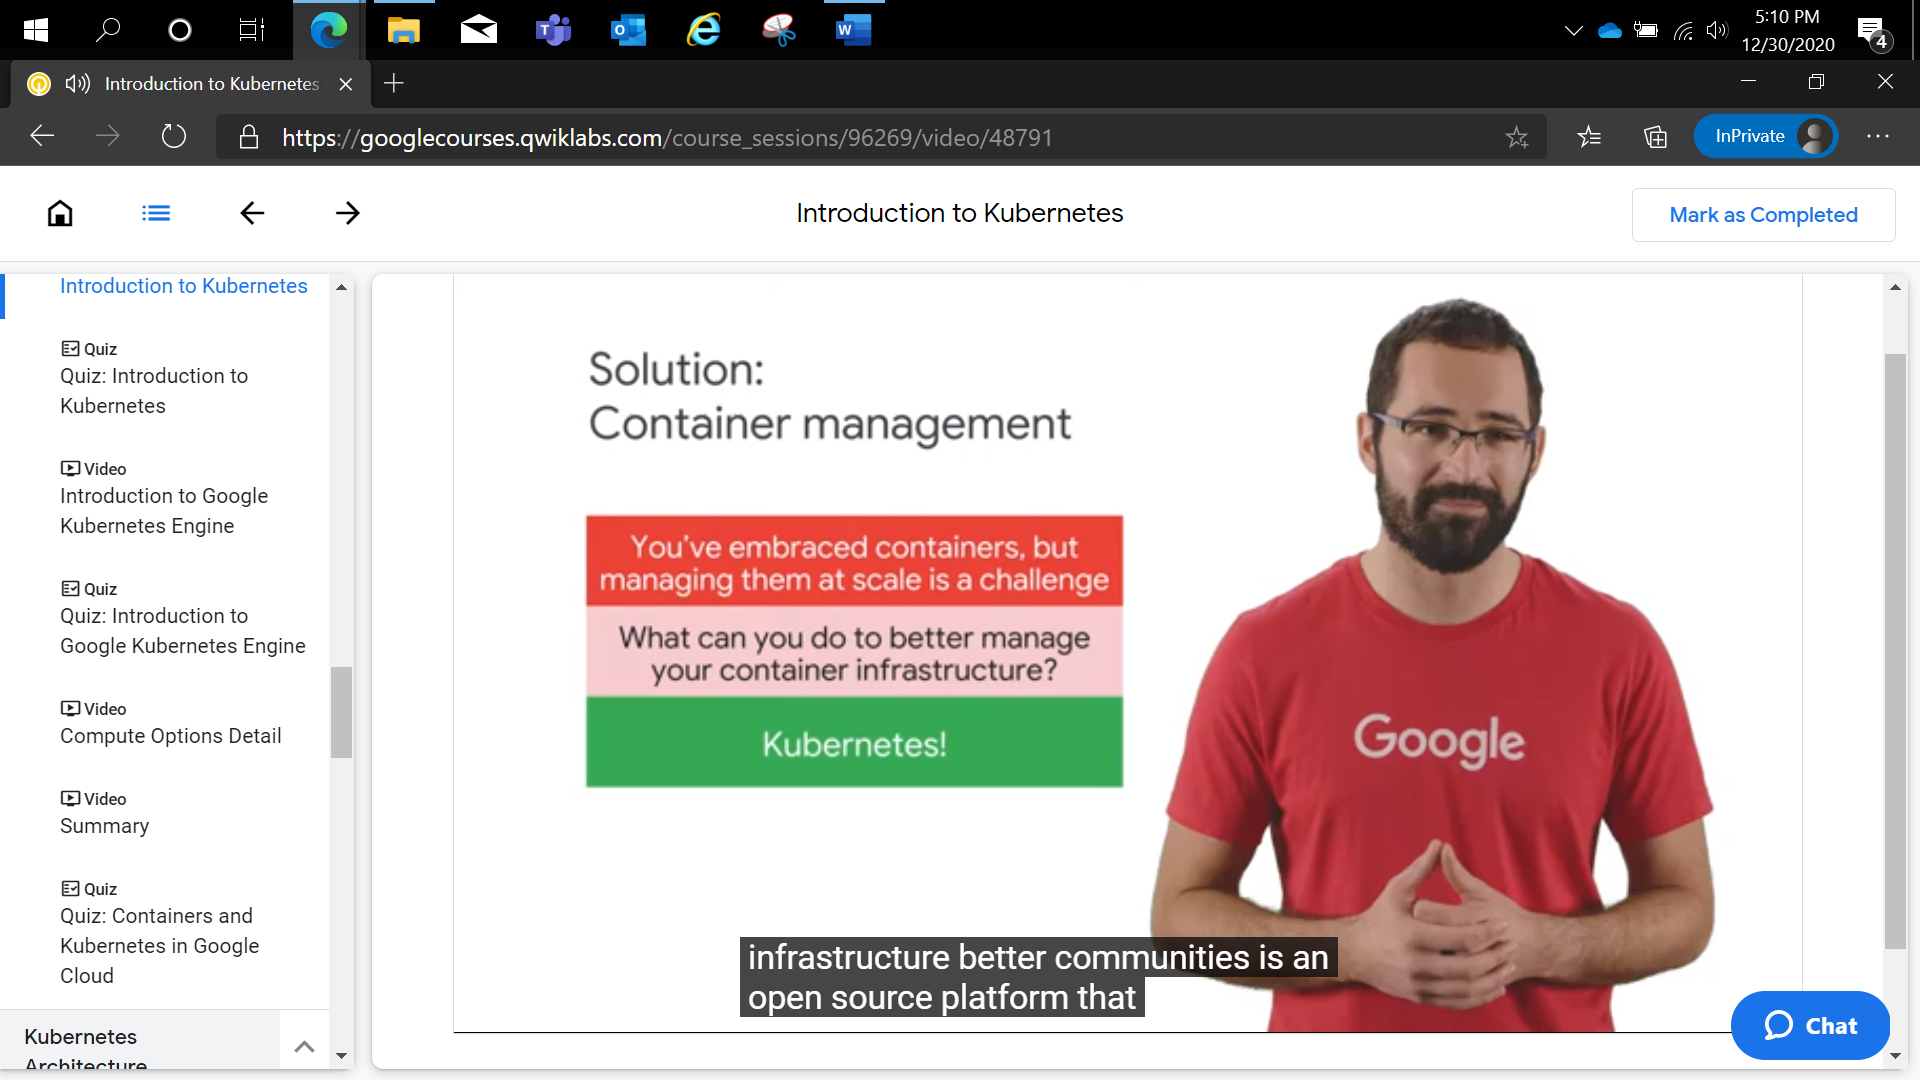 5:10 PM
12/30/2020
4
Introduction to Kubernetes
https://googlecourses.qwiklabs.com/course_sessions/96269/video/48791
InPrivate
Introduction to Kubernetes
Mark as Completed
Introduction to Kubernetes
Quiz
Quiz: Introduction to
Kubernetes
Video
Introduction to Google
Kubernetes Engine
Quiz
Quiz: Introduction to
Google Kubernetes Engine
Video
Compute Options Detail
Video
Summary
Quiz
Quiz: Containers and
Kubernetes in Google
Cloud
Kubernetes
Architecture
Solution:
Container management
You've embraced containers, but
managing them at scale is a challenge
What can you do to better manage
your container infrastructure?
Kubernetes!
Google
infrastructure better communities is an
open source platform that
Chat